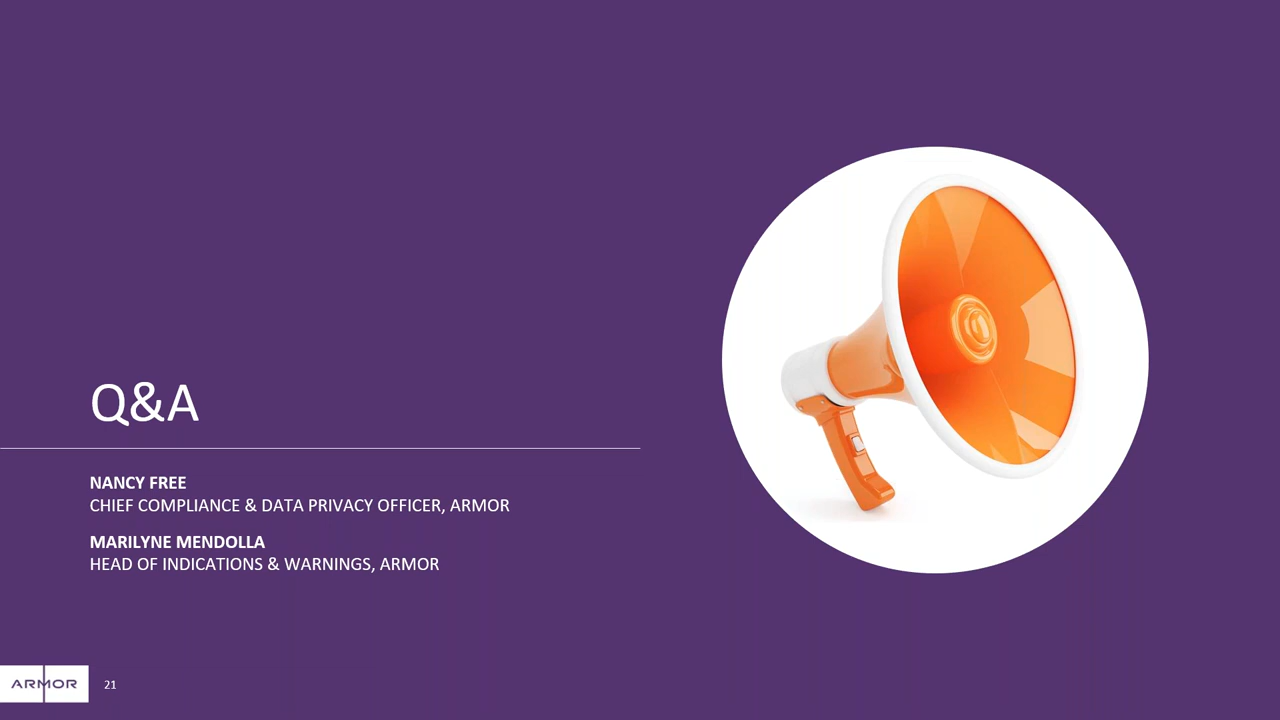 Q&A
NANCY FREE
CHIEF COMPLIANCE & DATA PRIVACY OFFICER, ARMOR
MARILYNE MENDOLLA
HEAD OF INDICATIONS & WARNINGS, ARMOR
ARMOR
21